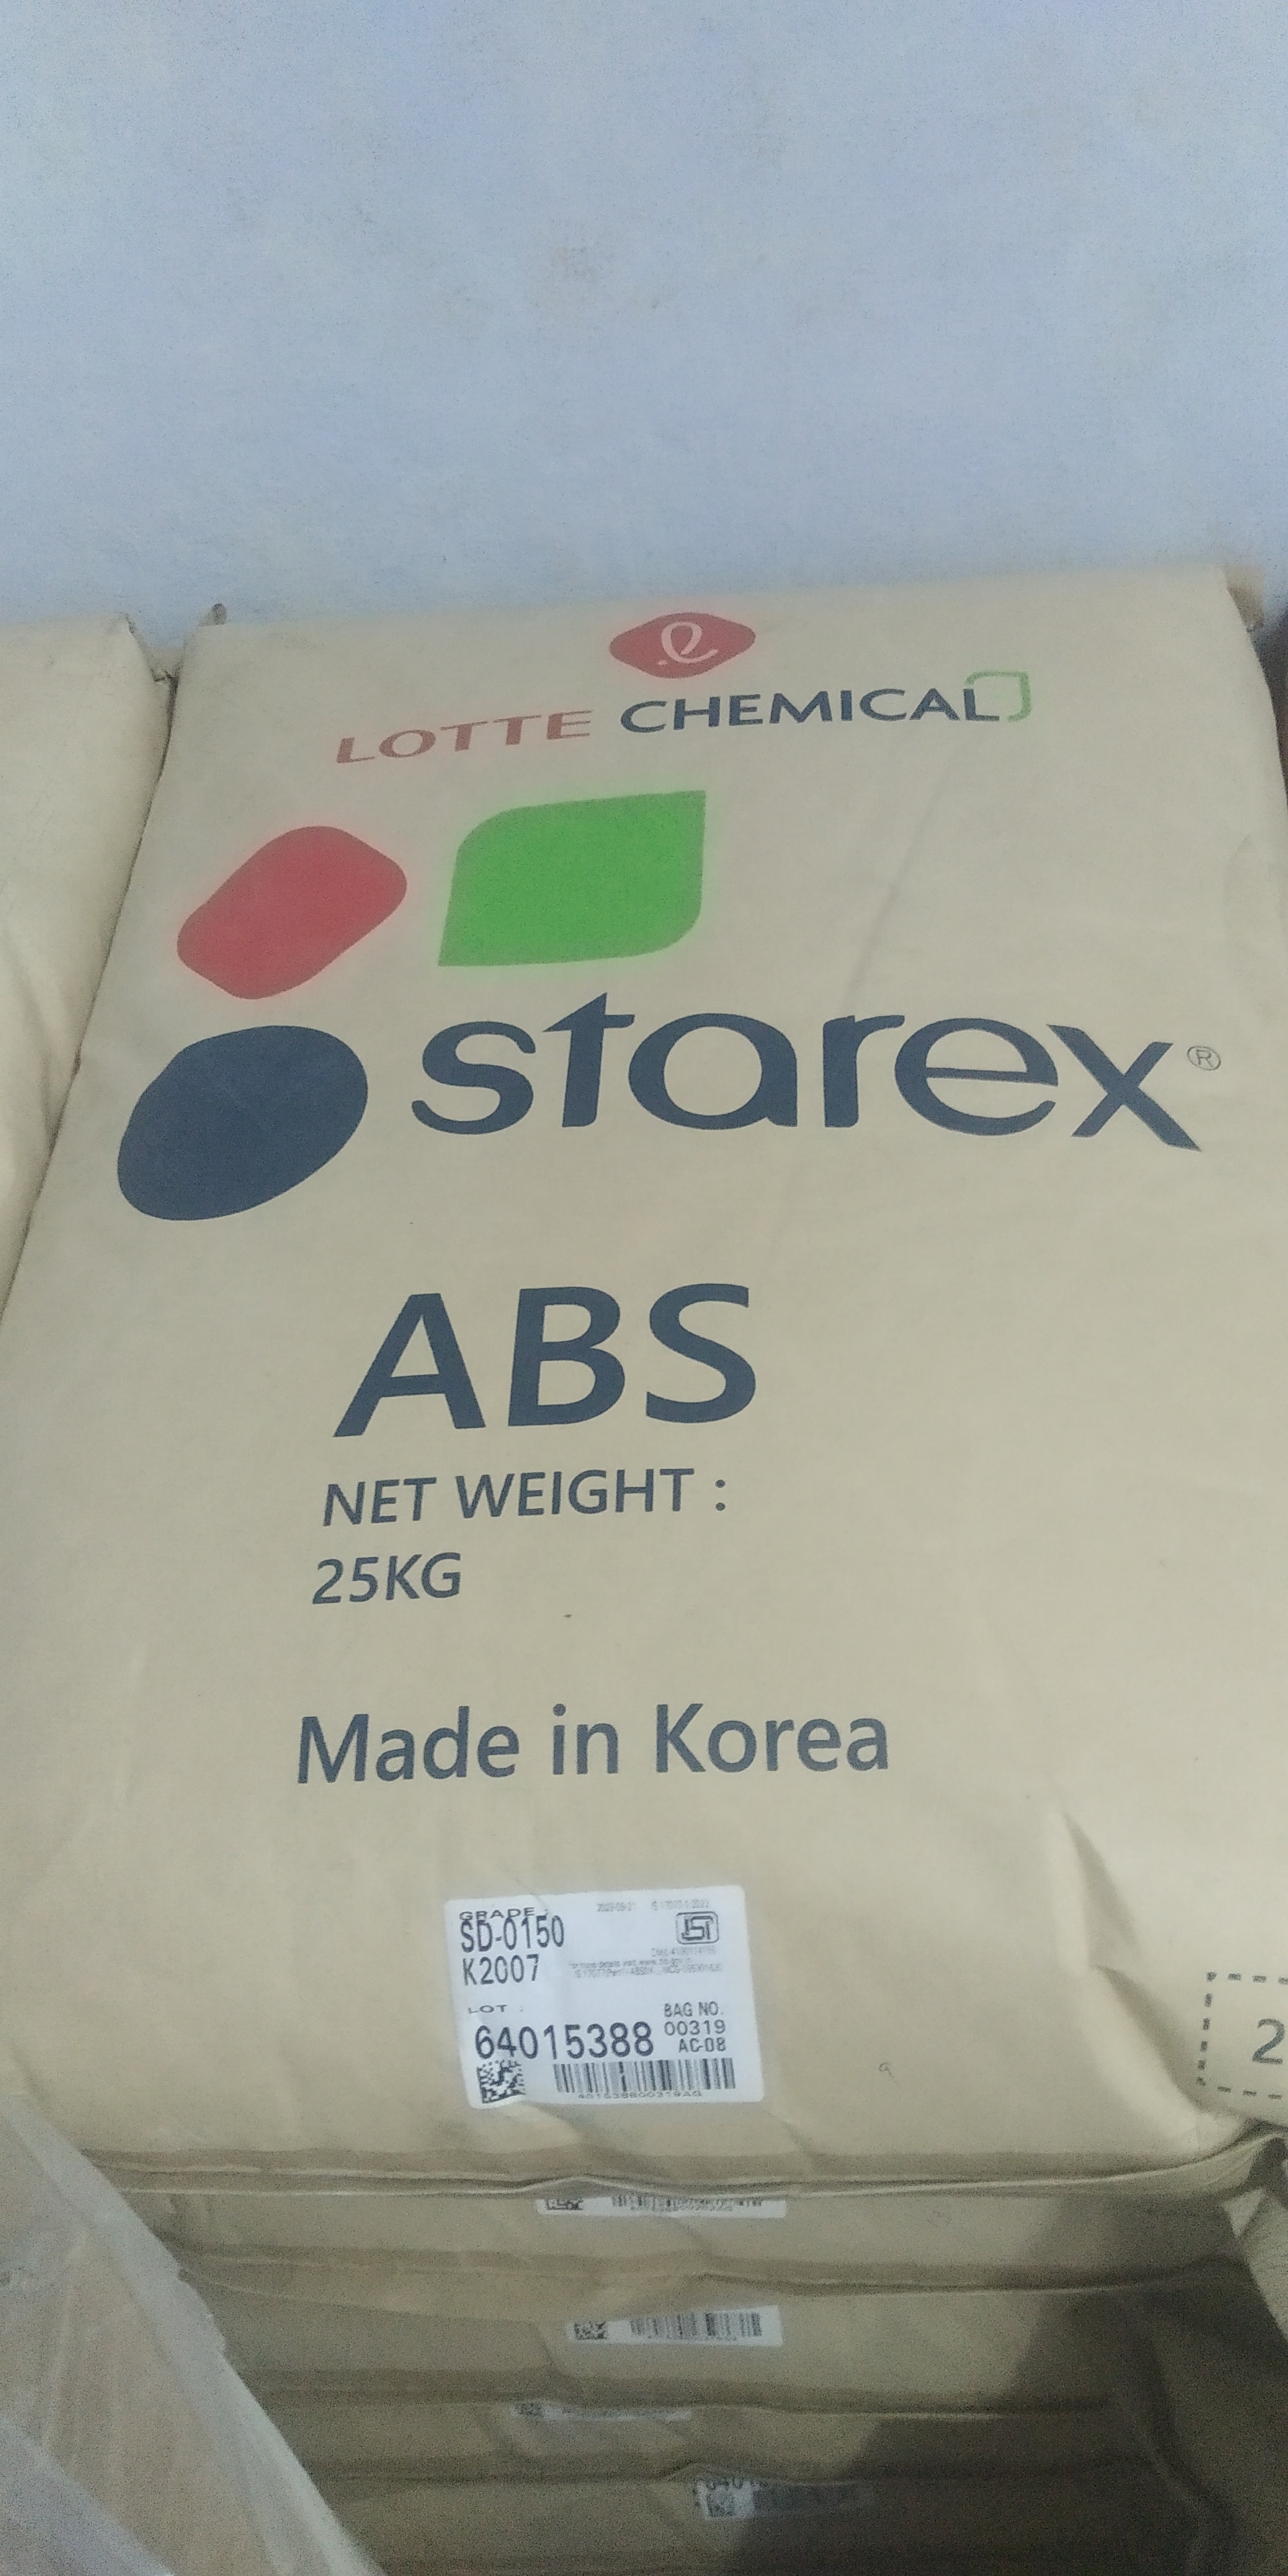 LOTTE CHEMICAL
starex®
ABS
NET WEIGHT :
25KG
Made in Korea
GRADE :
SD-0150
K2007
LOT :
64015388
BAG NO.
00319
AC-08
2